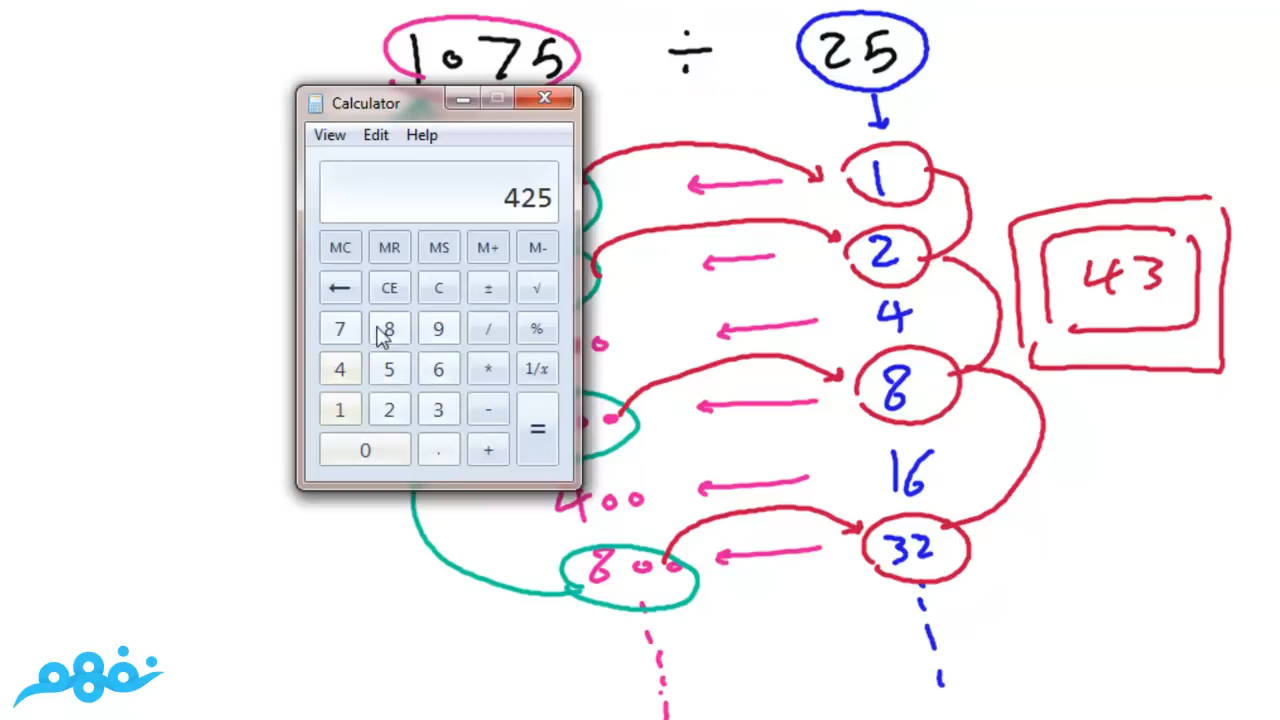 1075 ÷ 25
Calculator
View Edit Help
425
MC MR MS M+ M-
← CE C ± √
7 8 9 / %
4 5 6 * 1/x
1 2 3 - =
0 . +
1
2
4
8
400 16
800 32
43
نفهم